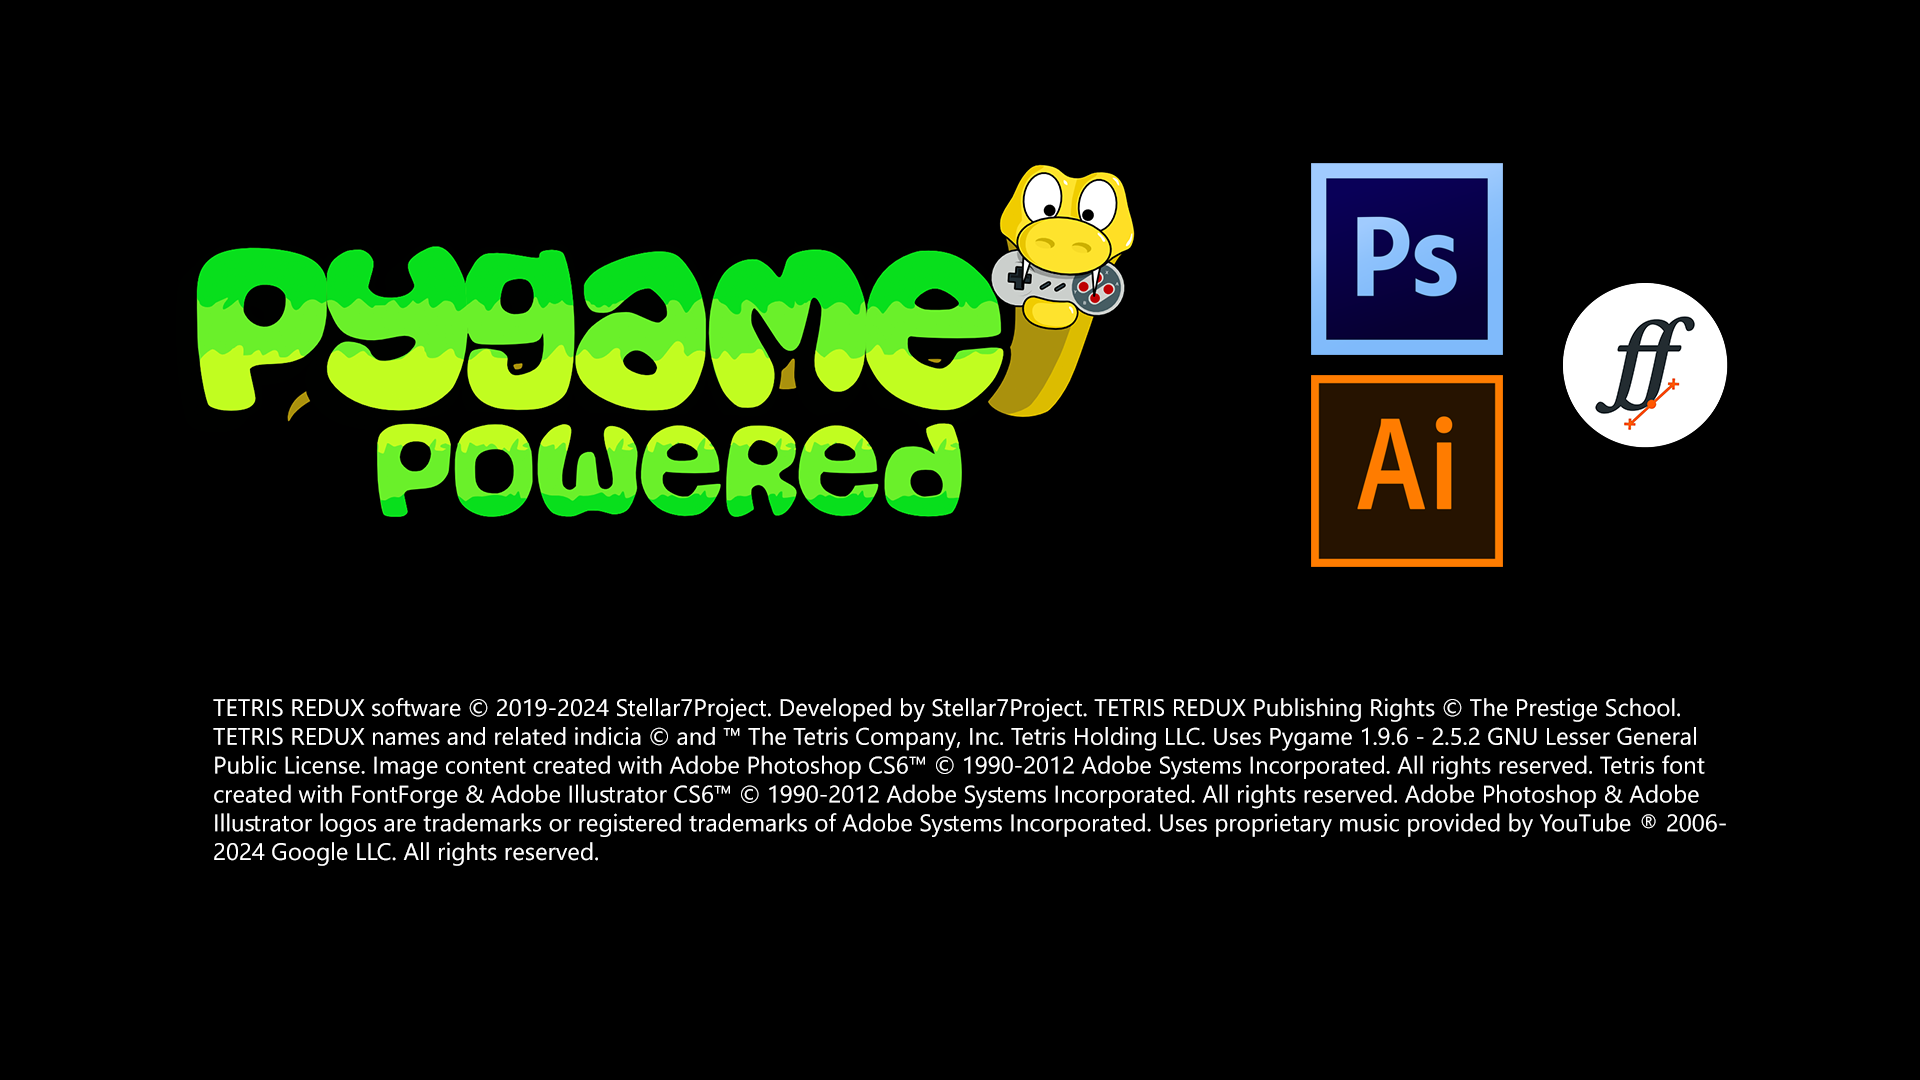 pygame
POWERED
Ps
Ai
ff
TETRIS REDUX software © 2019-2024 Stellar7Project. Developed by Stellar7Project. TETRIS REDUX Publishing Rights © The Prestige School.
TETRIS REDUX names and related indicia © and ™ The Tetris Company, Inc. Tetris Holding LLC. Uses Pygame 1.9.6 - 2.5.2 GNU Lesser General
Public License. Image content created with Adobe Photoshop CS6™ © 1990-2012 Adobe Systems Incorporated. All rights reserved. Tetris font
created with FontForge & Adobe Illustrator CS6™ © 1990-2012 Adobe Systems Incorporated. All rights reserved. Adobe Photoshop & Adobe
Illustrator logos are trademarks or registered trademarks of Adobe Systems Incorporated. Uses proprietary music provided by YouTube ® 2006-
2024 Google LLC. All rights reserved.